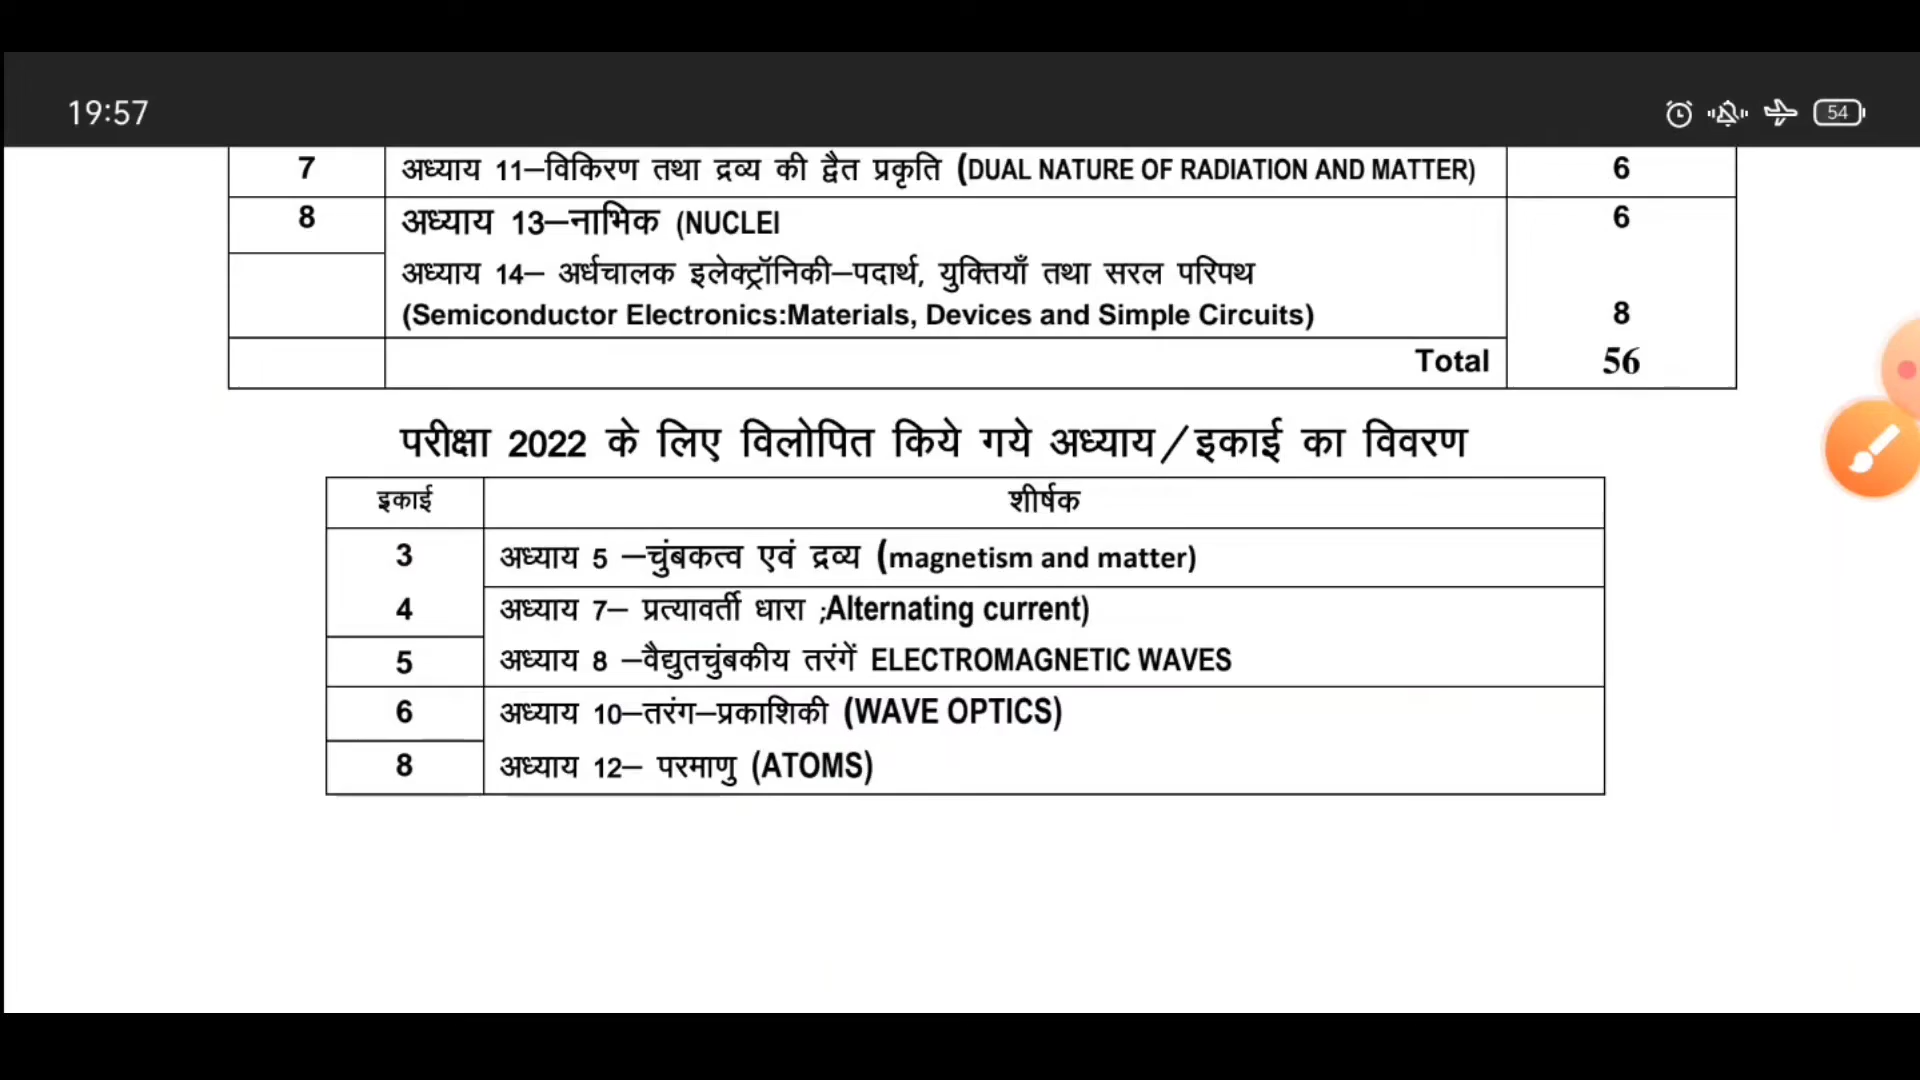 19:57
54
7 अध्याय 11–विकिरण तथा द्रव्य की द्वैत प्रकृति (DUAL NATURE OF RADIATION AND MATTER) 6
8 अध्याय 13–नाभिक (NUCLEI 6
अध्याय 14– अर्धचालक इलेक्ट्रॉनिकी–पदार्थ, युक्तियाँ तथा सरल परिपथ
(Semiconductor Electronics:Materials, Devices and Simple Circuits) 8
Total 56
परीक्षा 2022 के लिए विलोपित किये गये अध्याय/इकाई का विवरण
इकाई शीर्षक
3 अध्याय 5 –चुंबकत्व एवं द्रव्य (magnetism and matter)
4 अध्याय 7– प्रत्यावर्ती धारा ;Alternating current)
5 अध्याय 8 –वैद्युतचुंबकीय तरंगें ELECTROMAGNETIC WAVES
6 अध्याय 10–तरंग–प्रकाशिकी (WAVE OPTICS)
8 अध्याय 12– परमाणु (ATOMS)